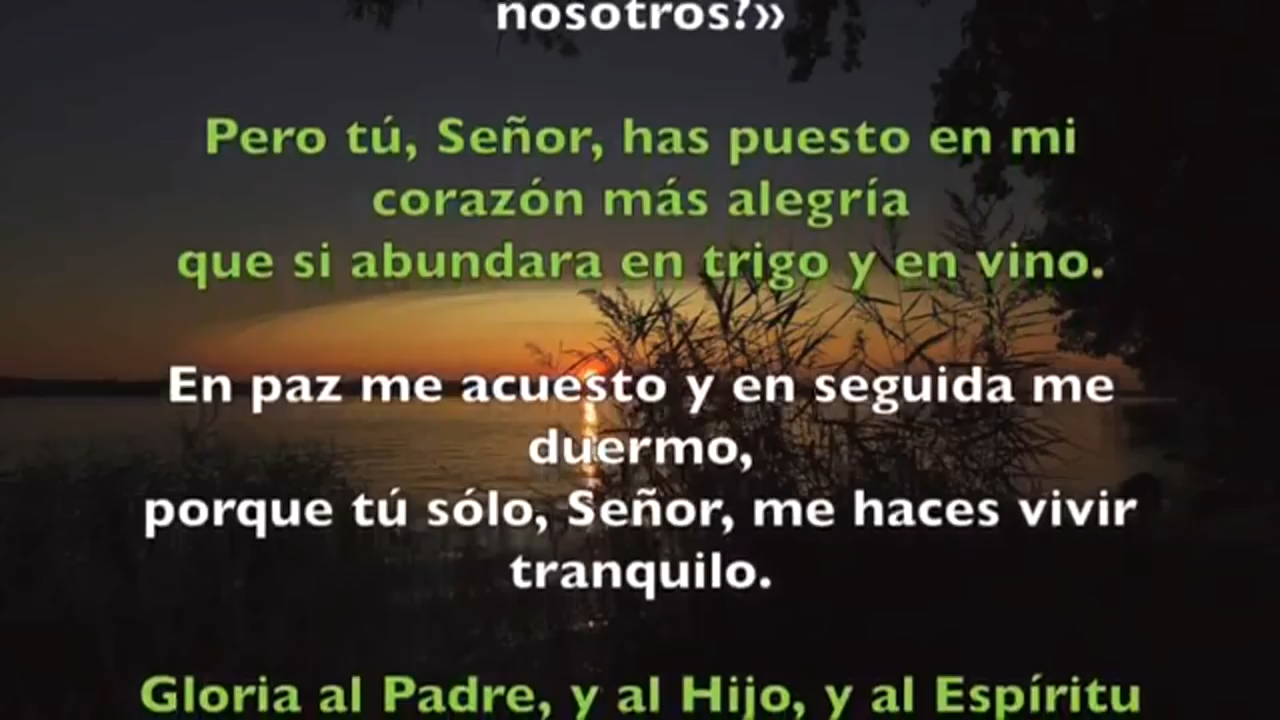 nosotros?»
Pero tú, Señor, has puesto en mi
corazón más alegría
que si abundara en trigo y en vino.
En paz me acuesto y en seguida me
duermo,
porque tú sólo, Señor, me haces vivir
tranquilo.
Gloria al Padre, y al Hijo, y al Espíritu